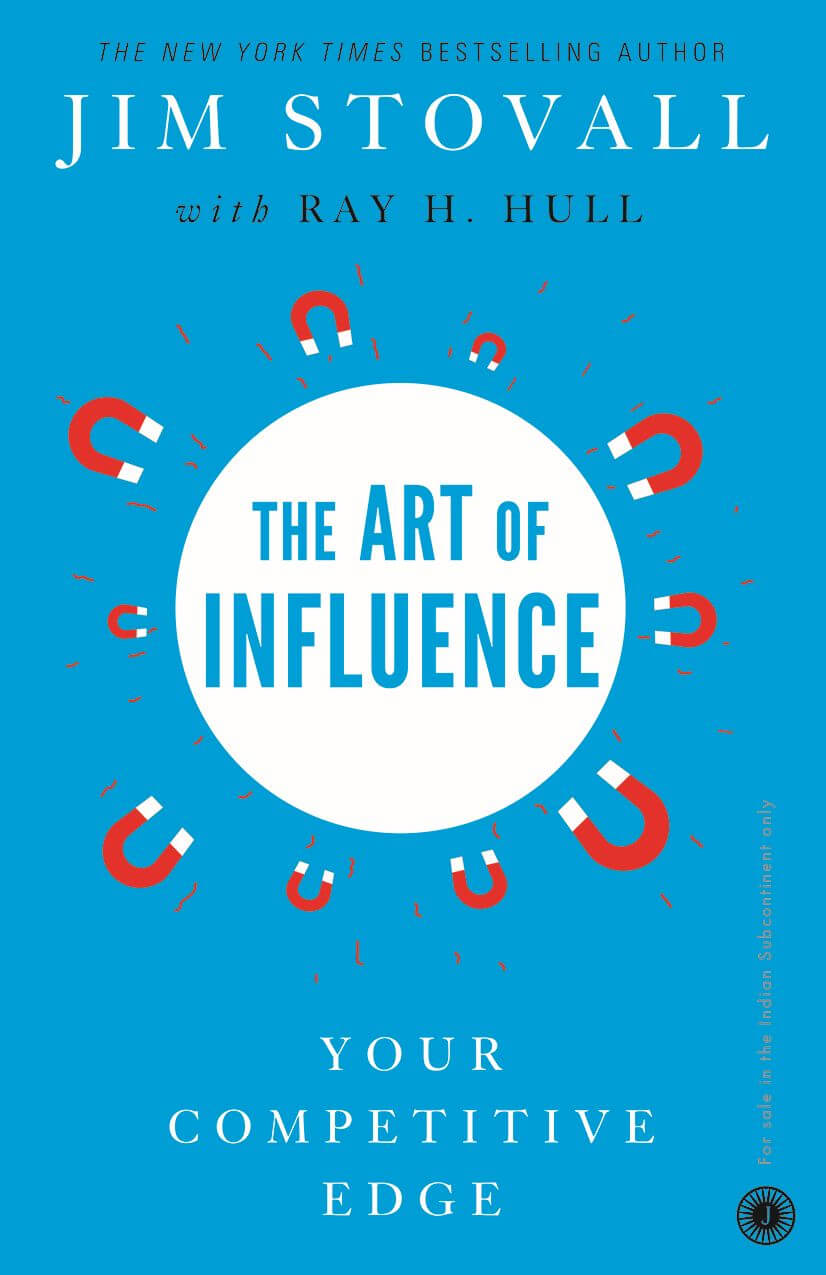 THE NEW YORK TIMES BESTSELLING AUTHOR
JIM STOVALL
with RAY H. HULL
THE ART OF
INFLUENCE
YOUR
COMPETITIVE
EDGE
For sale in the Indian Subcontinent only
J